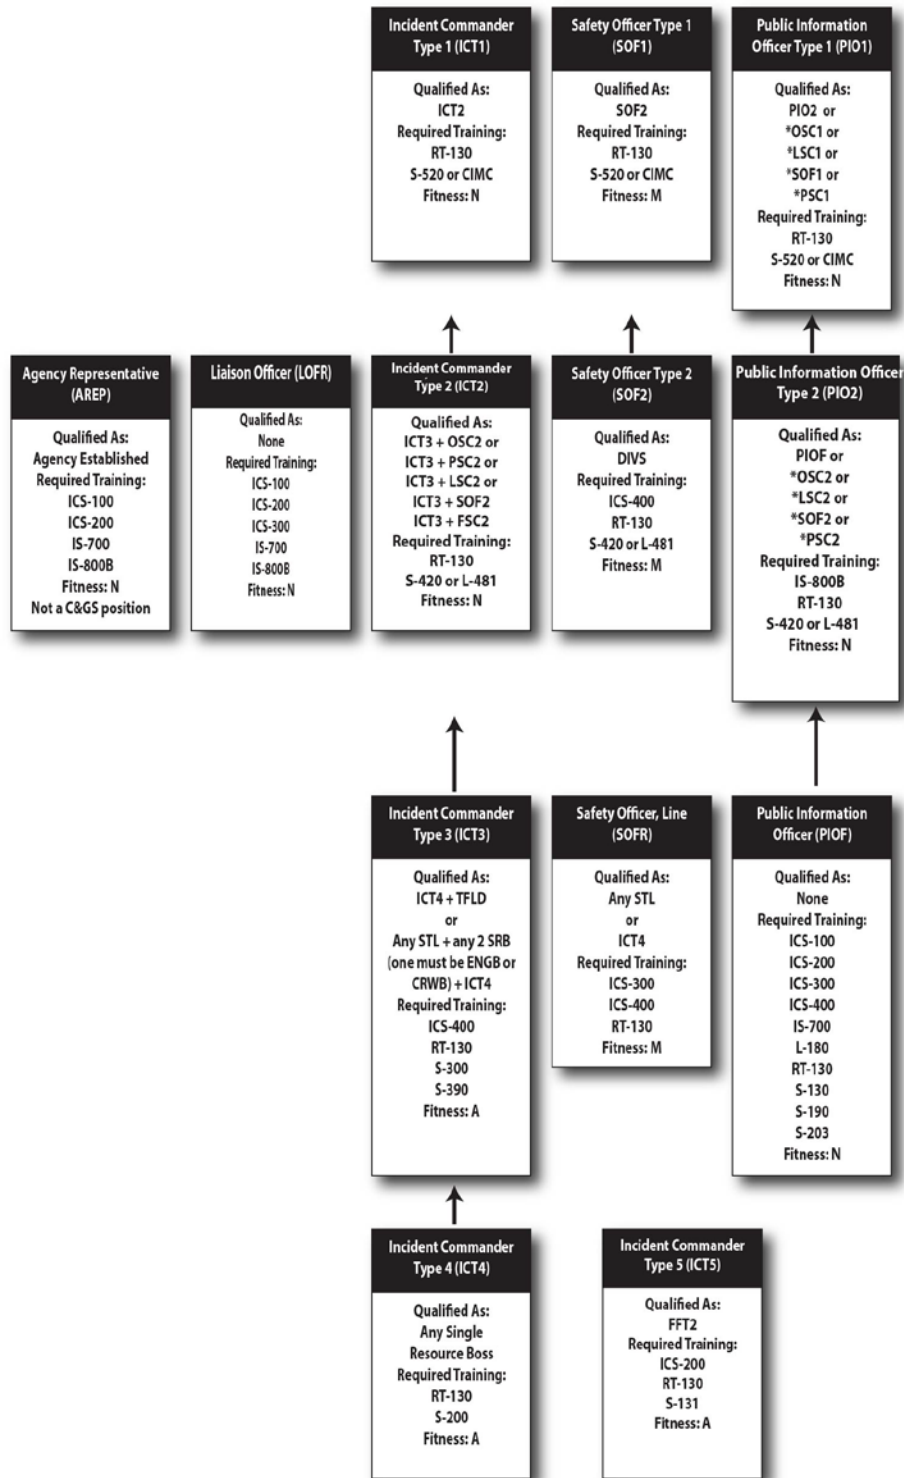 Incident Commander
Type 1 (ICT1)
Qualified As:
ICT2
Required Training:
RT-130
S-520 or CIMC
Fitness: N
Safety Officer Type 1
(SOF1)
Qualified As:
SOF2
Required Training:
RT-130
S-520 or CIMC
Fitness: M
Public Information
Officer Type 1 (PIO1)
Qualified As:
PIO2 or
*OSC1 or
*LSC1 or
*SOF1 or
*PSC1
Required Training:
RT-130
S-520 or CIMC
Fitness: N
Agency Representative
(AREP)
Qualified As:
Agency Established
Required Training:
ICS-100
ICS-200
IS-700
IS-800B
Fitness: N
Not a C&GS position
Liaison Officer (LOFR)
Qualified As:
None
Required Training:
ICS-100
ICS-200
ICS-300
IS-700
IS-800B
Fitness: N
Incident Commander
Type 2 (ICT2)
Qualified As:
ICT3 + OSC2 or
ICT3 + PSC2 or
ICT3 + LSC2 or
ICT3 + SOF2
ICT3 + FSC2
Required Training:
RT-130
S-420 or L-481
Fitness: N
Safety Officer Type 2
(SOF2)
Qualified As:
DIVS
Required Training:
ICS-400
RT-130
S-420 or L-481
Fitness: M
Public Information Officer
Type 2 (PIO2)
Qualified As:
PIOF or
*OSC2 or
*LSC2 or
*SOF2 or
*PSC2
Required Training:
IS-800B
RT-130
S-420 or L-481
Fitness: N
Incident Commander
Type 3 (ICT3)
Qualified As:
ICT4 + TFLD
or
Any STL + any 2 SRB
(one must be ENGB or
CRWB) + ICT4
Required Training:
ICS-400
RT-130
S-300
S-390
Fitness: A
Safety Officer, Line
(SOFR)
Qualified As:
Any STL
or
ICT4
Required Training:
ICS-300
ICS-400
RT-130
Fitness: M
Public Information
Officer (PIOF)
Qualified As:
None
Required Training:
ICS-100
ICS-200
ICS-300
ICS-400
IS-700
L-180
RT-130
S-130
S-190
S-203
Fitness: N
Incident Commander
Type 4 (ICT4)
Qualified As:
Any Single
Resource Boss
Required Training:
RT-130
S-200
Fitness: A
Incident Commander
Type 5 (ICT5)
Qualified As:
FFT2
Required Training:
ICS-200
RT-130
S-131
Fitness: A